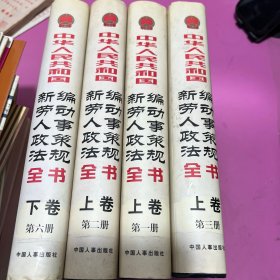 中华人民共和国
新编劳动人事政策法规
全书
下卷
第六册
中国人事出版社
中华人民共和国
新编劳动人事政策法规
全书
上卷
第二册
中国人事出版社
中华人民共和国
新编劳动人事政策法规
全书
上卷
第一册
中国人事出版社
中华人民共和国
新编劳动人事政策法规
全书
上卷
第三册
中国人事出版社